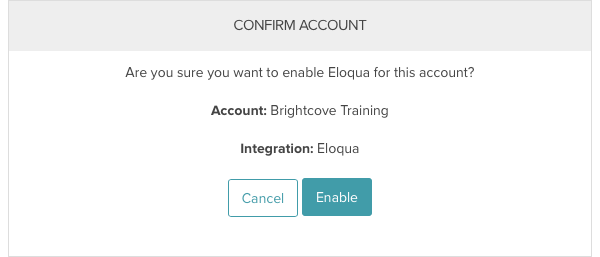 CONFIRM ACCOUNT
Are you sure you want to enable Eloqua for this account?
Account: Brightcove Training
Integration: Eloqua
Cancel Enable